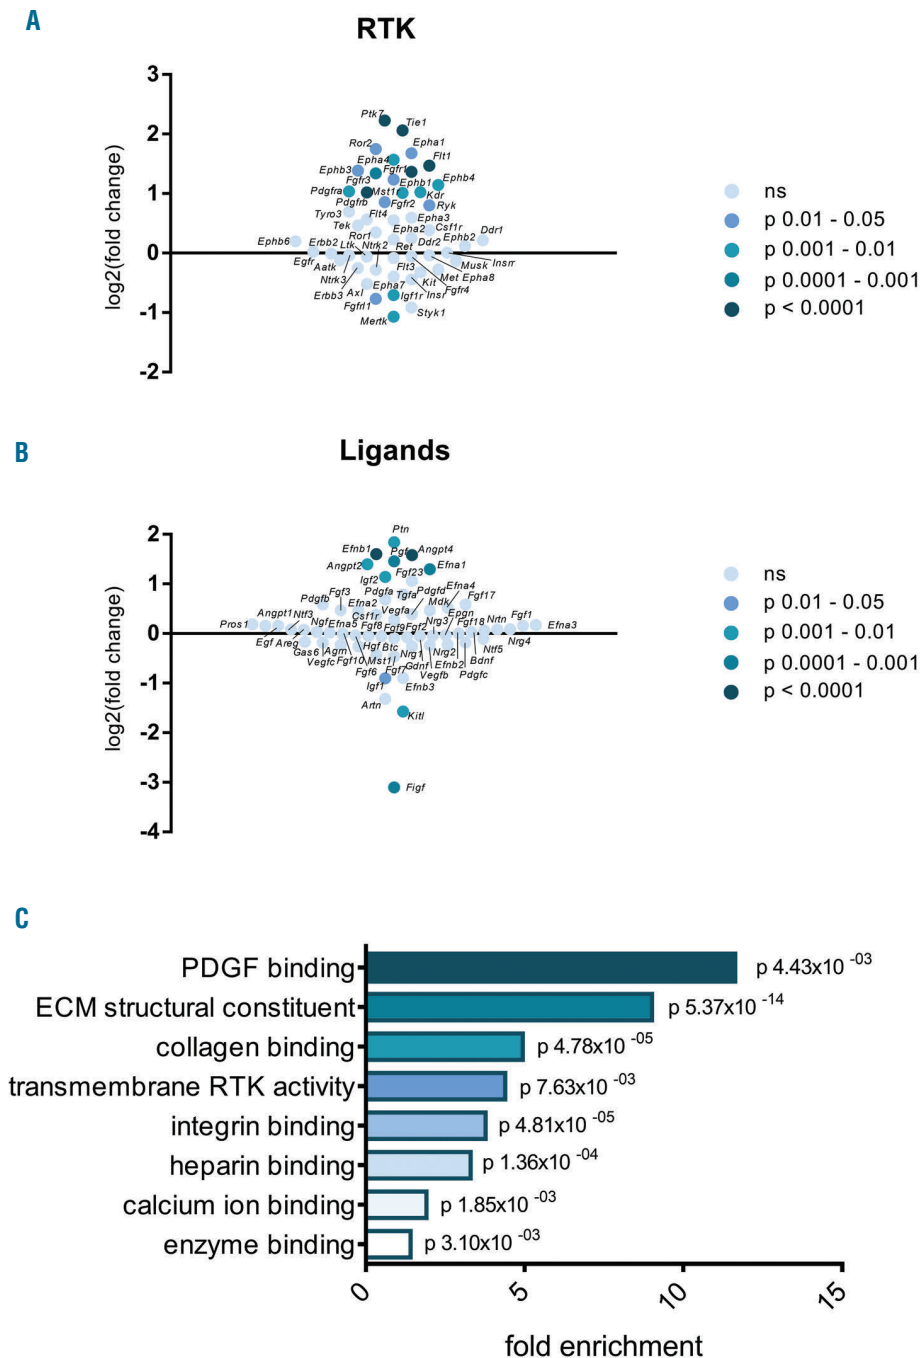 A
RTK
log2(fold change)
3
2
1
0
-1
-2
Ptk7
Tie1
Ror2
Epha1
Epha4
Flt1
Ephb3
Fgfr1
Fgfr3
Ephb1
Ephb4
Pdgfra
Mst1r
Kdr
Pdgfrb
Fgfr2
Ryk
Tyro3
Flt4
Epha3
Tek
Epha2
Csf1r
Ror1
Ddr1
Ephb6
Erbb2
Ltk
Ntrk2
Ret
Ddr2
Ephb2
Egfr
Aatk
Flt3
Musk
Insrr
Ntrk3
Kit
Met
Epha8
Erbb3
Axl
Epha7
Igf1r
Insr
Fgfr4
Fgfrl1
Styk1
Mertk
ns
p 0.01 - 0.05
p 0.001 - 0.01
p 0.0001 - 0.001
p < 0.0001
B
Ligands
log2(fold change)
2
1
0
-1
-2
-3
-4
Ptn
Efnb1
Pgf
Angpt4
Angpt2
Fgf23
Efna1
Igf2
Fgf3
Pdgfa
Tgfa
Pdgfd
Efna4
Pdgfb
Efna2
Mdk
Fgf17
Angpt1
Ntf3
Csf1r
Vegfa
Nrg3
Epgn
Nrtn
Fgf1
Pros1
Ngf
Efna5
Fgf8
Fgf9
Fgf2
Fgf18
Efna3
Egf
Areg
Agrn
Hgf
Btc
Nrg4
Gas6
Fgf10
Mst1
Nrg1
Nrg2
Ntf5
Vegfc
Fgf6
Fgf7
Gdnf
Efnb2
Bdnf
Vegfb
Pdgfc
Igf1
Efnb3
Artn
Kitl
Figf
ns
p 0.01 - 0.05
p 0.001 - 0.01
p 0.0001 - 0.001
p < 0.0001
C
PDGF binding
p 4.43x10 -03
ECM structural constituent
p 5.37x10 -14
collagen binding
p 4.78x10 -05
transmembrane RTK activity
p 7.63x10 -03
integrin binding
p 4.81x10 -05
heparin binding
p 1.36x10 -04
calcium ion binding
p 1.85x10 -03
enzyme binding
p 3.10x10 -03
0
5
10
15
fold enrichment